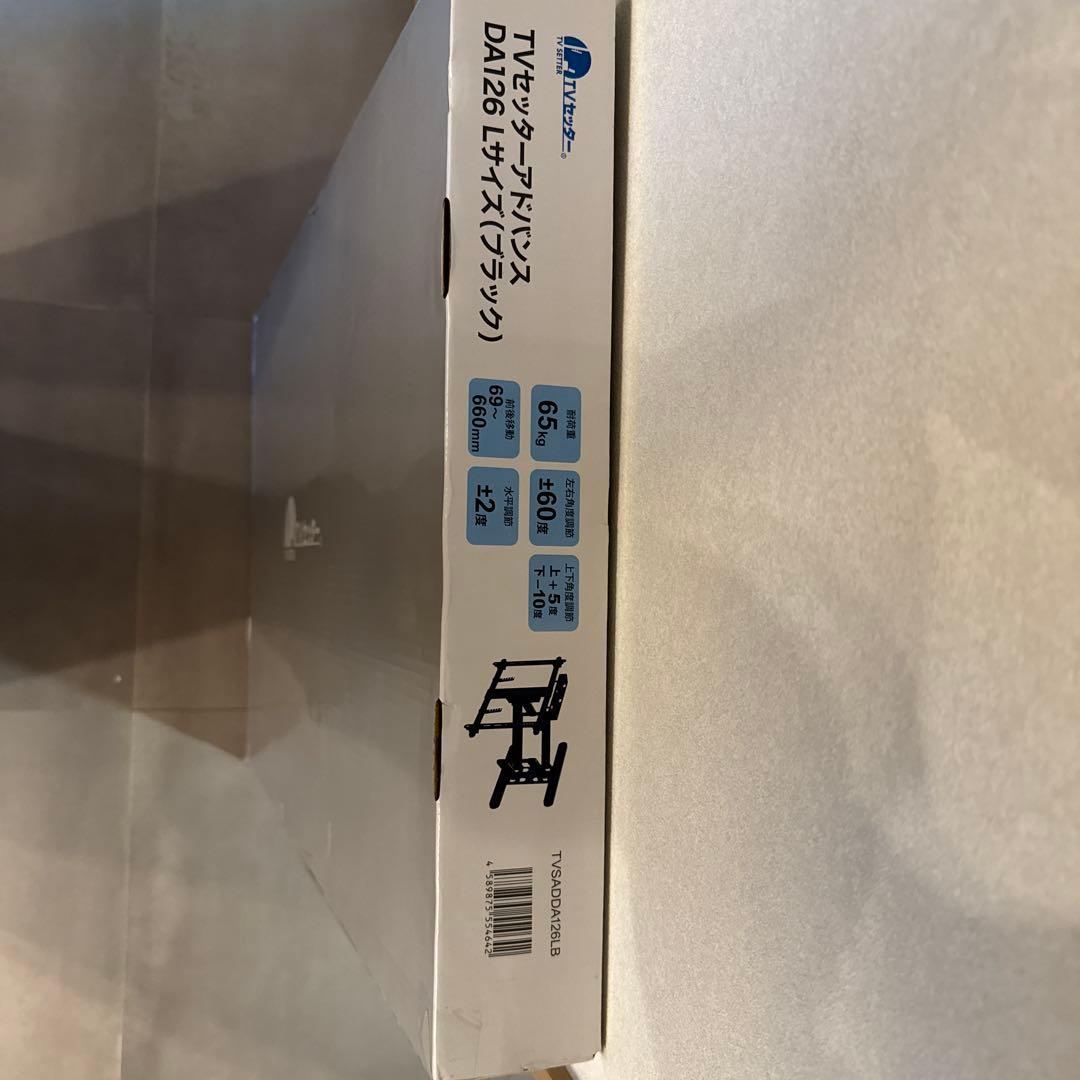 TV SETTER
TVセッター®
TVセッターアドバンス
DA126 Lサイズ(ブラック)
耐荷重
65kg
左右角度調節
±60度
上下角度調節
上+5度
下−10度
前後移動
69〜
660mm
水平調節
±2度
TVSADDA126LB
4 589875 554642